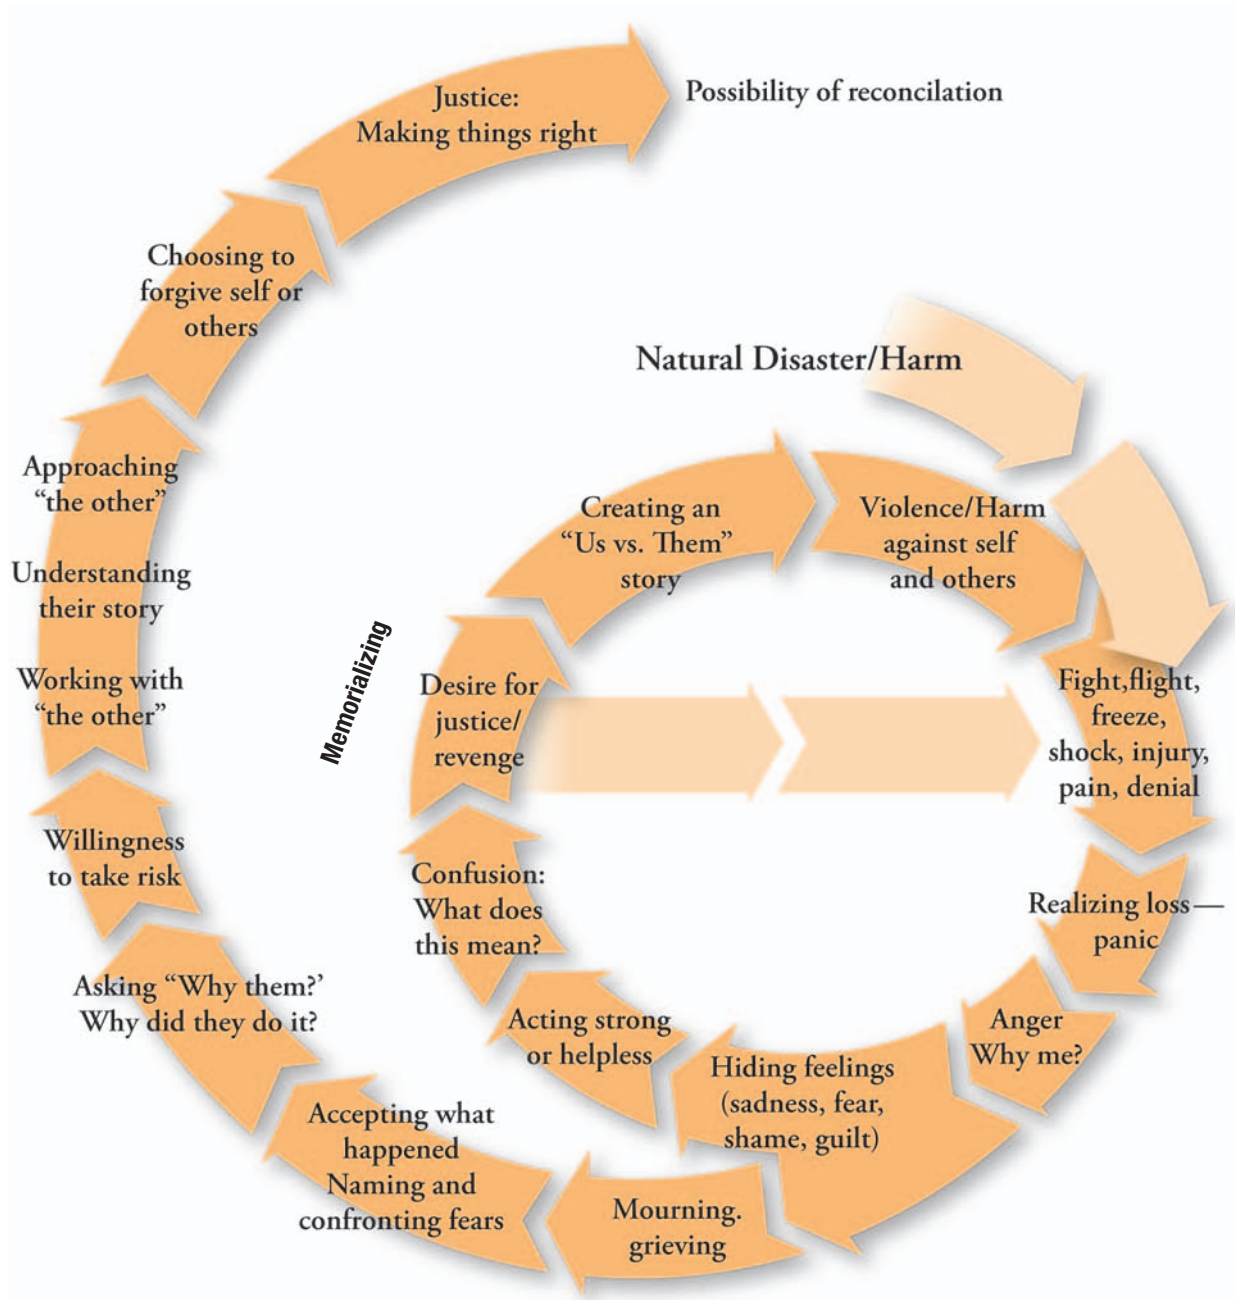 Justice:
Making things right
Possibility of reconcilation
Choosing to
forgive self or
others
Natural Disaster/Harm
Approaching
“the other”
Understanding
their story
Working with
“the other”
Willingness
to take risk
Asking “Why them?’
Why did they do it?
Accepting what
happened
Naming and
confronting fears
Mourning.
grieving
Memorializing
Creating an
“Us vs. Them”
story
Violence/Harm
against self
and others
Fight,flight,
freeze,
shock, injury,
pain, denial
Realizing loss—
panic
Anger
Why me?
Hiding feelings
(sadness, fear,
shame, guilt)
Acting strong
or helpless
Confusion:
What does
this mean?
Desire for
justice/
revenge